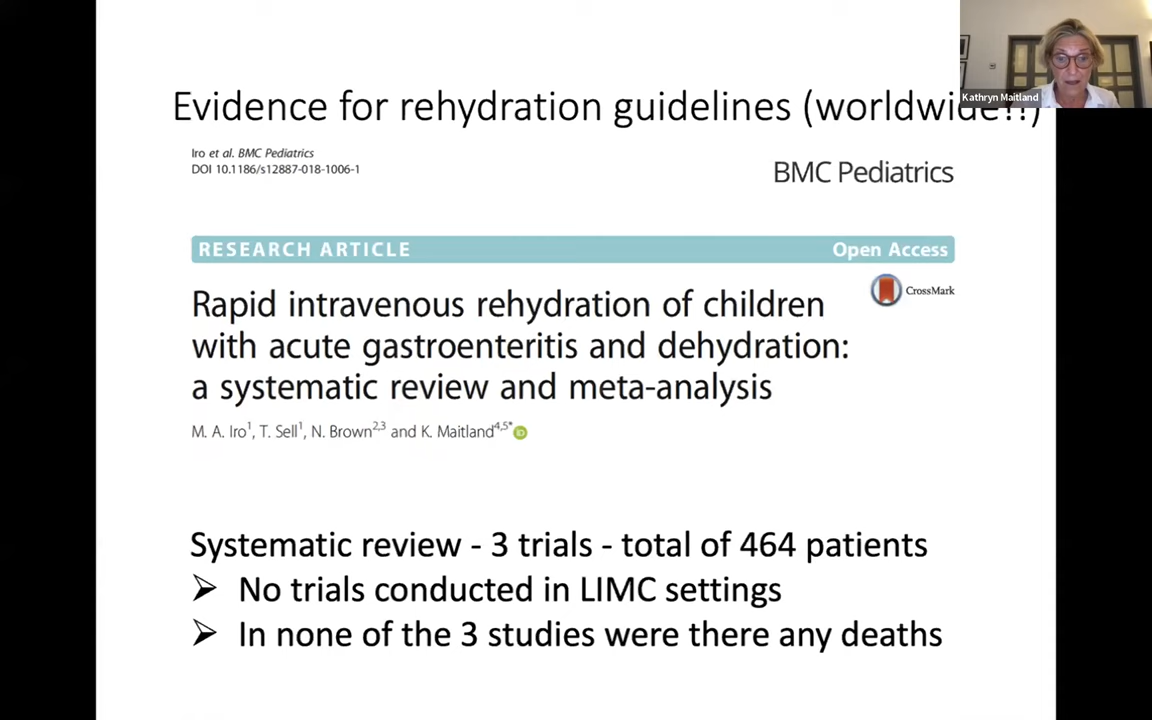 Kathryn Maitland
Evidence for rehydration guidelines (worldwide!!)
Iro et al. BMC Pediatrics
DOI 10.1186/s12887-018-1006-1
BMC Pediatrics
RESEARCH ARTICLE
Open Access
CrossMark
Rapid intravenous rehydration of children
with acute gastroenteritis and dehydration:
a systematic review and meta-analysis
M. A. Iro1, T. Sell1, N. Brown2,3 and K. Maitland4,5*
Systematic review - 3 trials - total of 464 patients
➢ No trials conducted in LIMC settings
➢ In none of the 3 studies were there any deaths